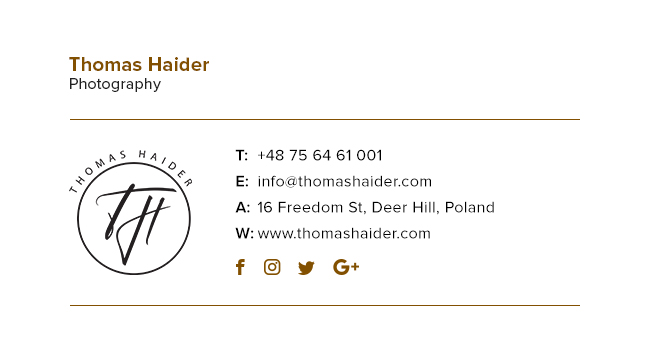 Thomas Haider
Photography
THOMAS HAIDER
TH
T: +48 75 64 61 001
E: info@thomashaider.com
A: 16 Freedom St, Deer Hill, Poland
W: www.thomashaider.com
f G+